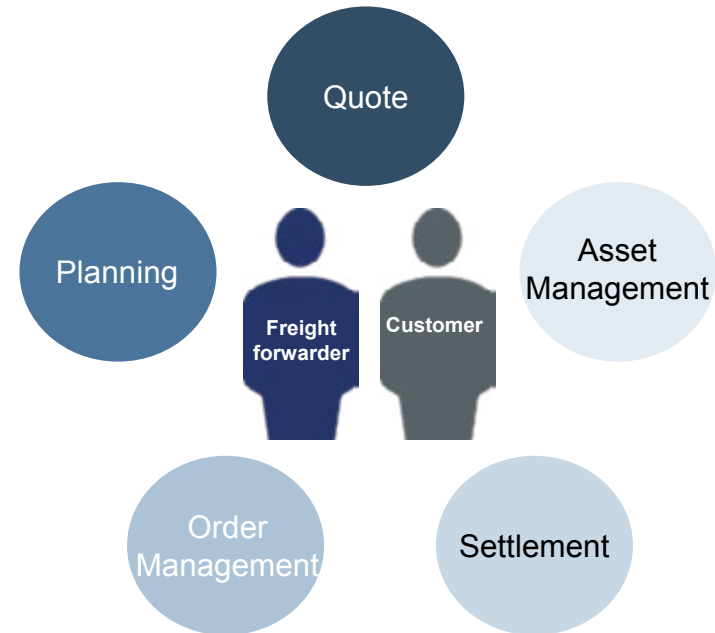 Quote
Planning
Asset
Management
Freight
forwarder
Customer
Order
Management
Settlement